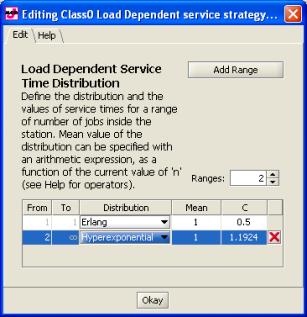 Editing Class0 Load Dependent service strategy...
Edit Help
Load Dependent Service
Time Distribution
Add Range
Define the distribution and the
values of service times for a range
of number of jobs inside the
station. Mean value of the
distribution can be specified with
an arithmetic expression, as a
function of the current value of 'n'
(see Help for operators).
Ranges: 2
From To Distribution Mean C
1 1 Erlang 1 0.5
2 ∞ Hyperexponential 1 1.1924
Okay